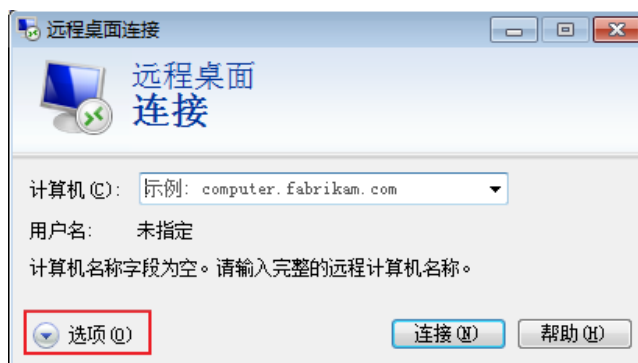 远程桌面连接
远程桌面
连接
计算机(C): 示例: computer.fabrikam.com
用户名: 未指定
计算机名称字段为空。请输入完整的远程计算机名称。
选项(O) 连接(N) 帮助(H)